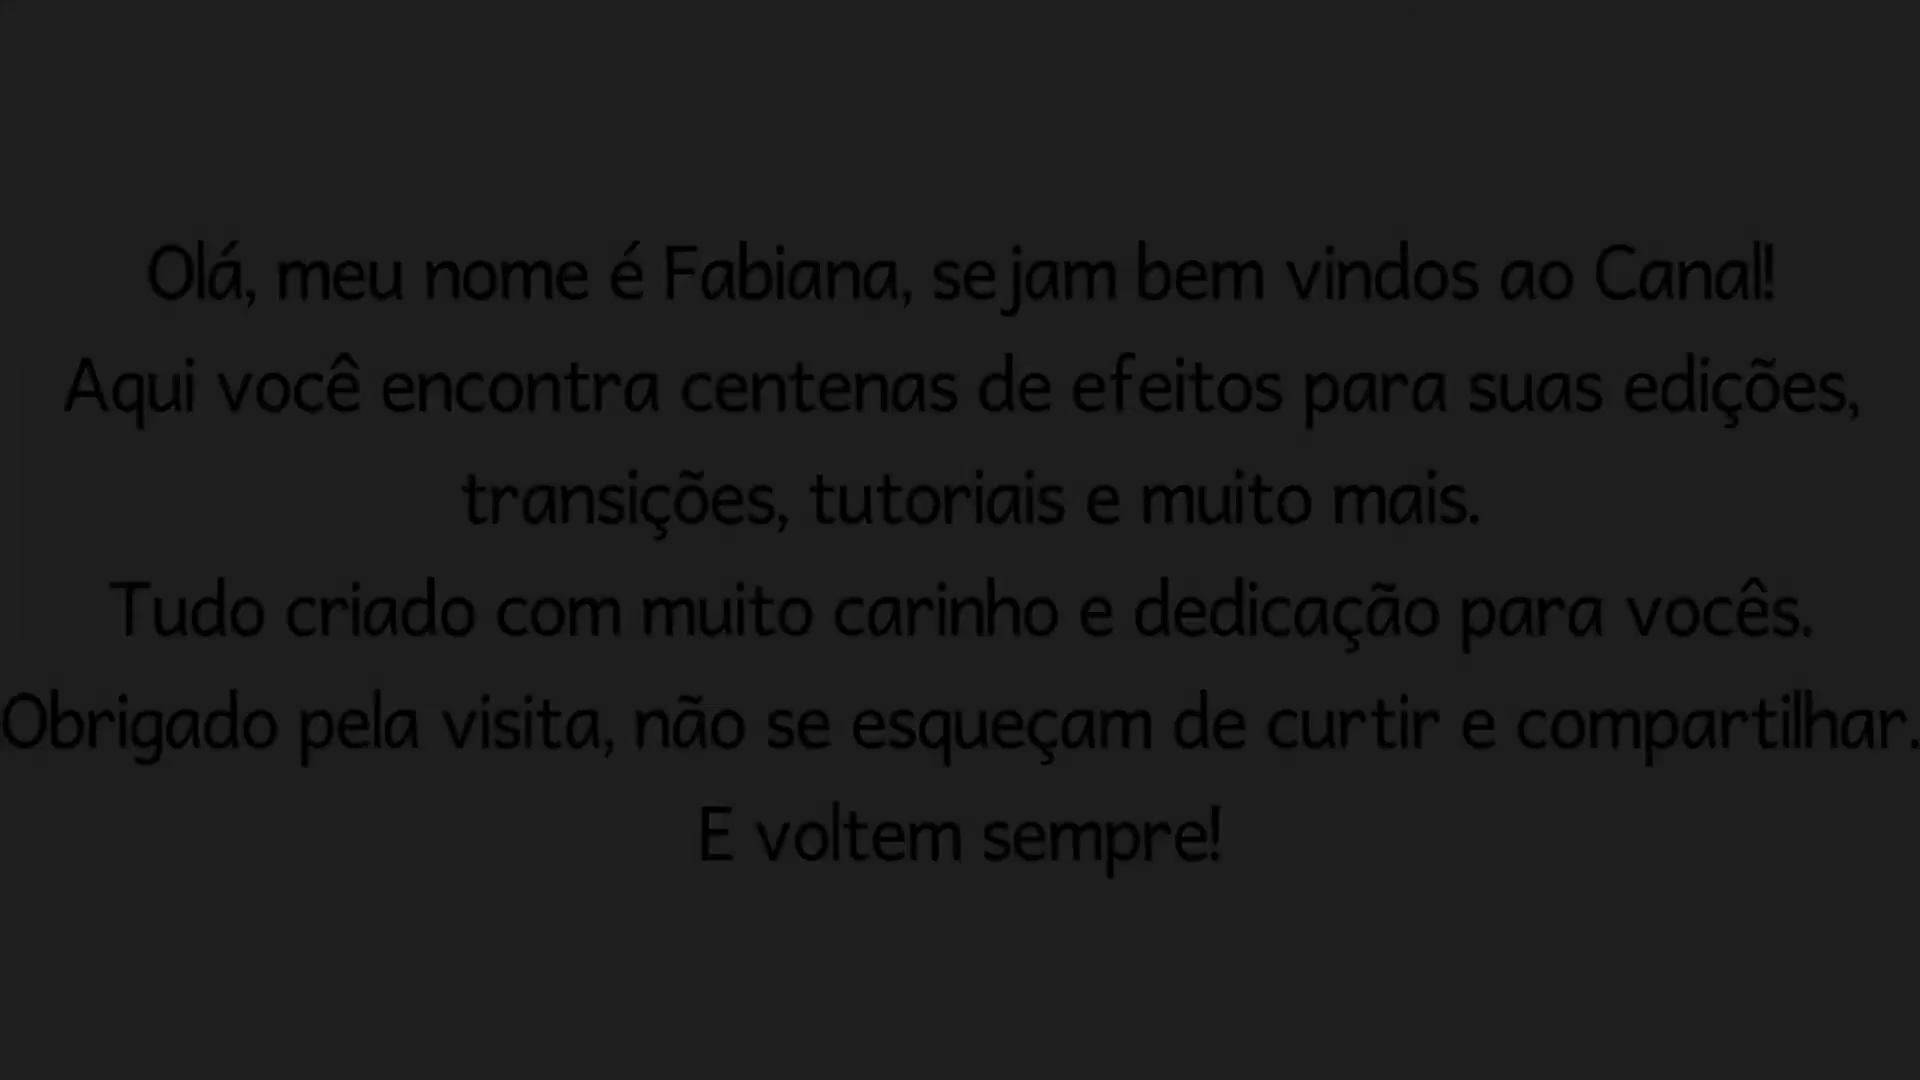 Olá, meu nome é Fabiana, sejam bem vindos ao Canal!
Aqui você encontra centenas de efeitos para suas edições,
transições, tutoriais e muito mais.
Tudo criado com muito carinho e dedicação para vocês.
Obrigado pela visita, não se esqueçam de curtir e compartilhar.
E voltem sempre!